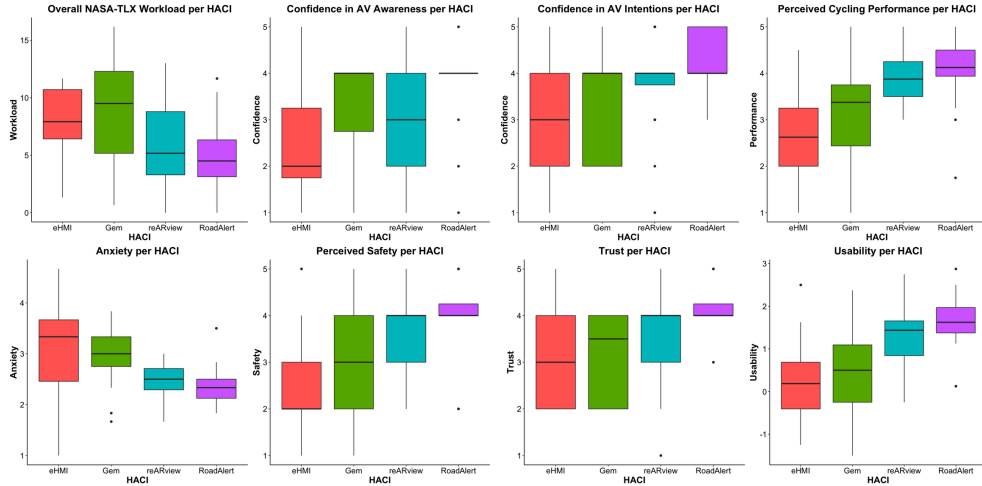 Overall NASA-TLX Workload per HACI
Workload
15
10
5
0
eHMI Gem reARview RoadAlert
HACI
Confidence in AV Awareness per HACI
Confidence
5
4
3
2
1
eHMI Gem reARview RoadAlert
HACI
Confidence in AV Intentions per HACI
Confidence
5
4
3
2
1
eHMI Gem reARview RoadAlert
HACI
Perceived Cycling Performance per HACI
Performance
5
4
3
2
1
eHMI Gem reARview RoadAlert
HACI
Anxiety per HACI
Anxiety
4
3
2
1
eHMI Gem reARview RoadAlert
HACI
Perceived Safety per HACI
Safety
5
4
3
2
1
eHMI Gem reARview RoadAlert
HACI
Trust per HACI
Trust
5
4
3
2
1
eHMI Gem reARview RoadAlert
HACI
Usability per HACI
Usability
3
2
1
0
-1
eHMI Gem reARview RoadAlert
HACI